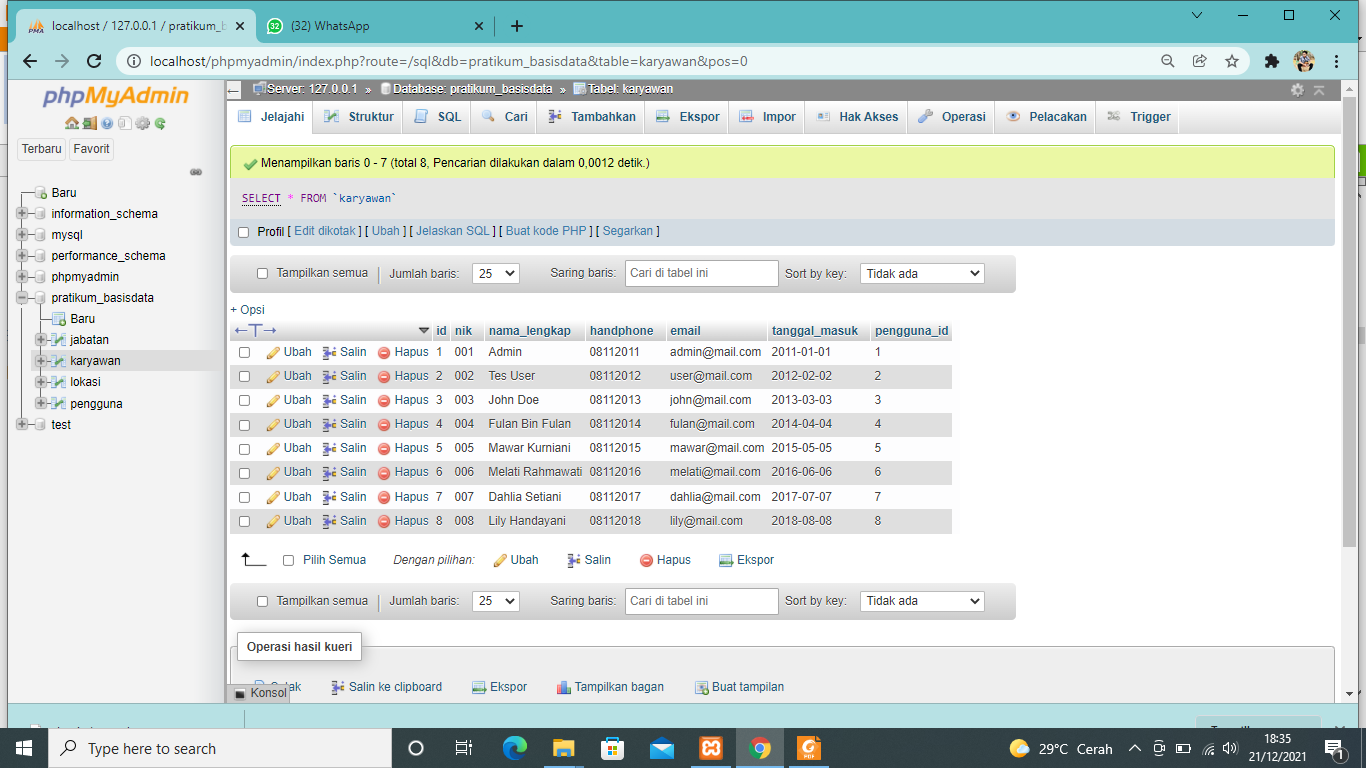 localhost / 127.0.0.1 / pratikum_b
(32) WhatsApp
localhost/phpmyadmin/index.php?route=/sql&db=pratikum_basisdata&table=karyawan&pos=0
phpMyAdmin
Terbaru Favorit
Baru
information_schema
mysql
performance_schema
phpmyadmin
pratikum_basisdata
Baru
jabatan
karyawan
lokasi
pengguna
test
Server: 127.0.0.1 » Database: pratikum_basisdata » Tabel: karyawan
Jelajahi Struktur SQL Cari Tambahkan Ekspor Impor Hak Akses Operasi Pelacakan Trigger
Menampilkan baris 0 - 7 (total 8, Pencarian dilakukan dalam 0,0012 detik.)
SELECT * FROM `karyawan`
Profil [ Edit dikotak ] [ Ubah ] [ Jelaskan SQL ] [ Buat kode PHP ] [ Segarkan ]
Tampilkan semua | Jumlah baris: 25 Saring baris: Cari di tabel ini Sort by key: Tidak ada
+ Opsi
←T→ id nik nama_lengkap handphone email tanggal_masuk pengguna_id
Ubah Salin Hapus 1 001 Admin 08112011 admin@mail.com 2011-01-01 1
Ubah Salin Hapus 2 002 Tes User 08112012 user@mail.com 2012-02-02 2
Ubah Salin Hapus 3 003 John Doe 08112013 john@mail.com 2013-03-03 3
Ubah Salin Hapus 4 004 Fulan Bin Fulan 08112014 fulan@mail.com 2014-04-04 4
Ubah Salin Hapus 5 005 Mawar Kurniani 08112015 mawar@mail.com 2015-05-05 5
Ubah Salin Hapus 6 006 Melati Rahmawati 08112016 melati@mail.com 2016-06-06 6
Ubah Salin Hapus 7 007 Dahlia Setiani 08112017 dahlia@mail.com 2017-07-07 7
Ubah Salin Hapus 8 008 Lily Handayani 08112018 lily@mail.com 2018-08-08 8
Pilih Semua Dengan pilihan: Ubah Salin Hapus Ekspor
Tampilkan semua | Jumlah baris: 25 Saring baris: Cari di tabel ini Sort by key: Tidak ada
Operasi hasil kueri
Salin ke clipboard Ekspor Tampilkan bagan Buat tampilan
Konsol
Type here to search
29°C Cerah
18:35
21/12/2021
1